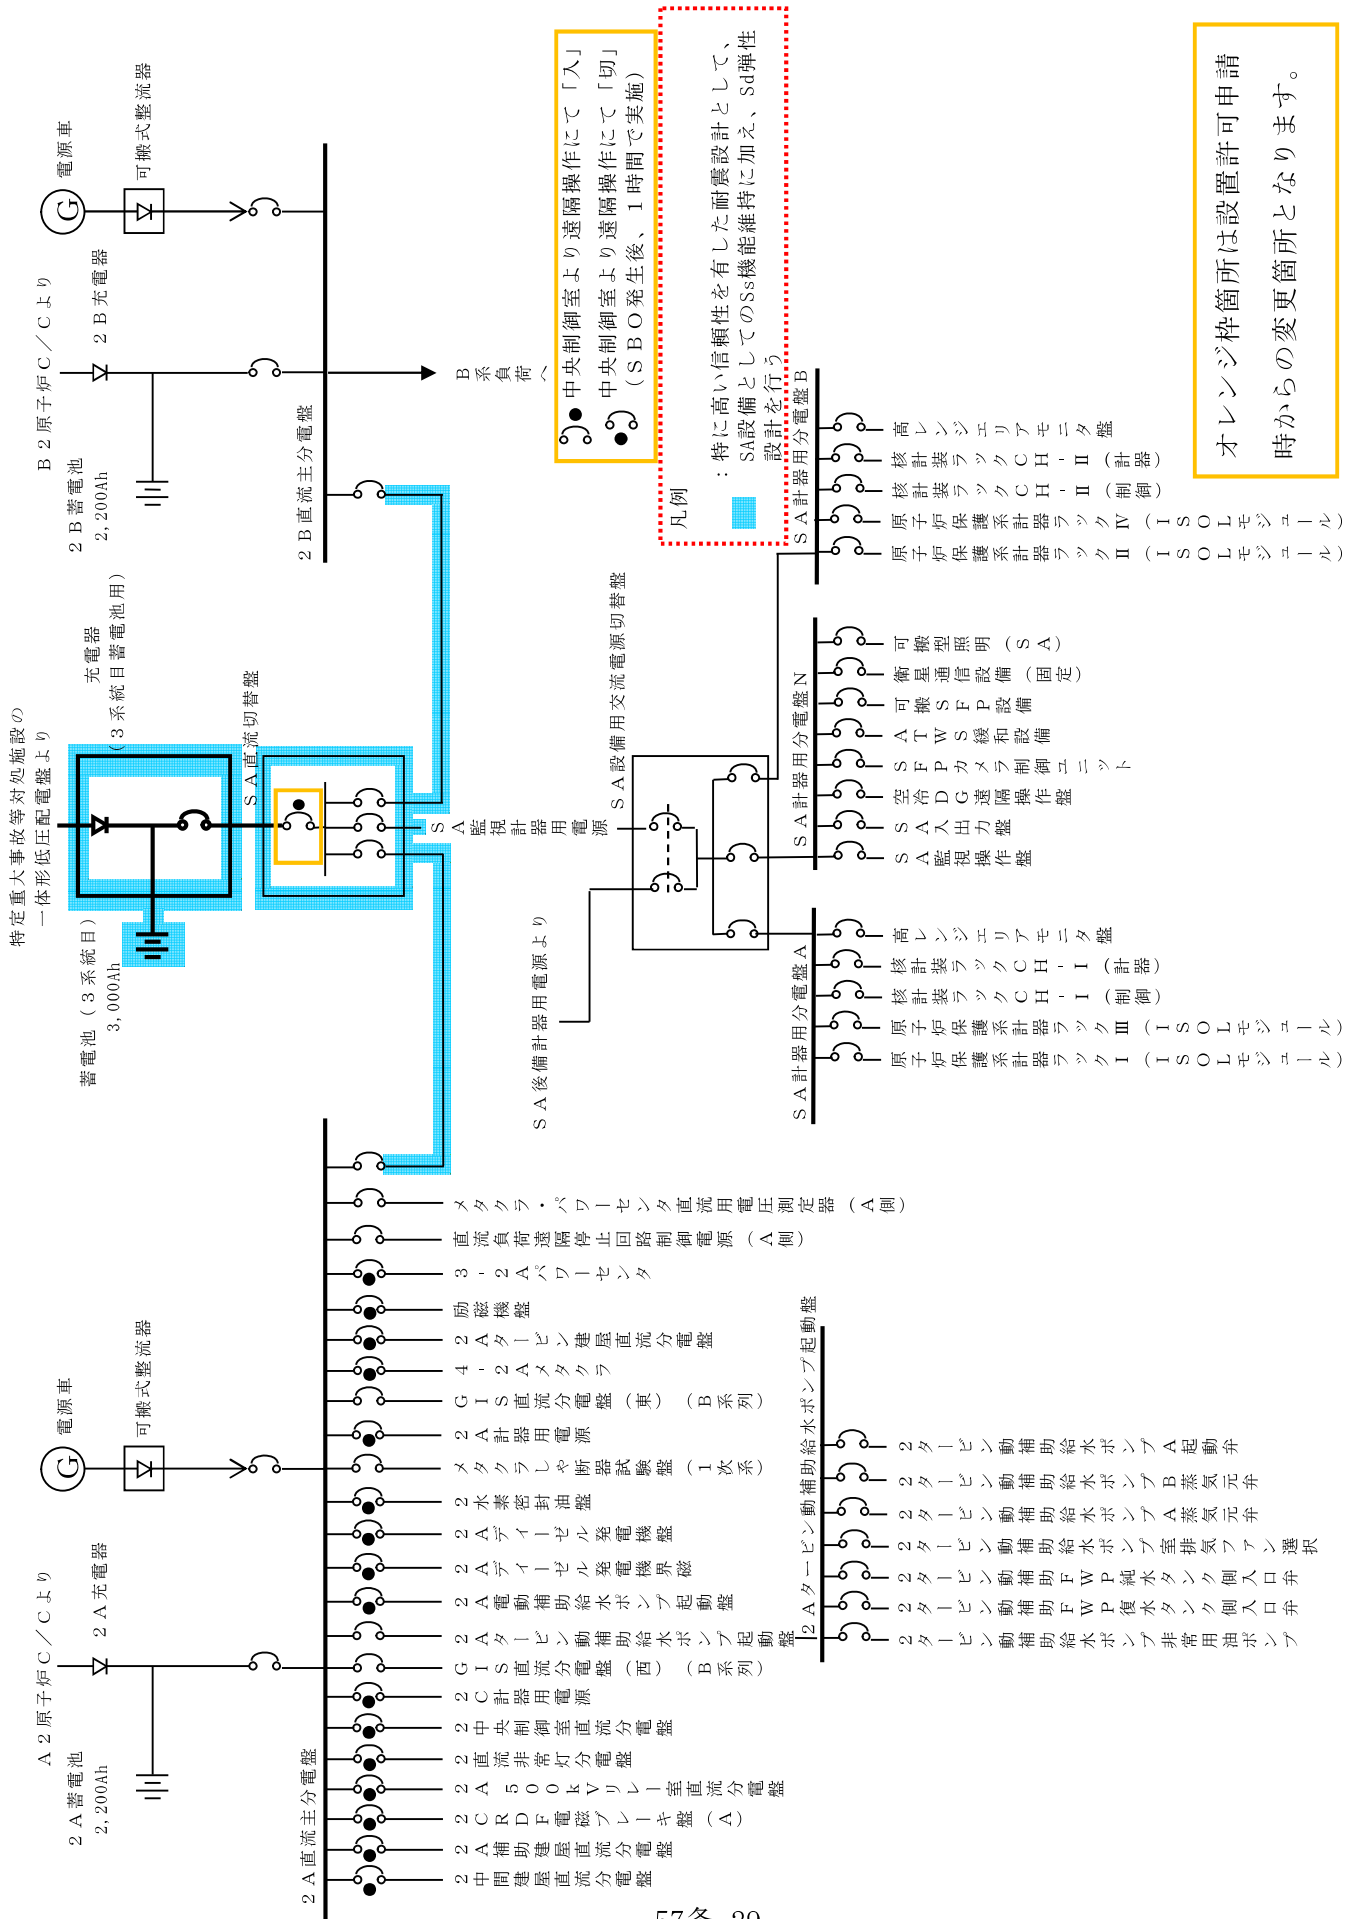 オレンジ枠箇所は設置許可申請
時からの変更箇所となります。
電源車
G
可搬式整流器
B2原子炉C/Cより
2B充電器
2B蓄電池
2,200Ah
2B直流主分電盤
B系負荷へ
中央制御室より遠隔操作にて「入」
中央制御室より遠隔操作にて「切」
(SBO発生後、1時間で実施)
凡例
:特に高い信頼性を有した耐震設計として、
SA設備としてのSs機能維持に加え、Sd弾性
設計を行う
特定重大事故等対処施設の
一体形低圧配電盤より
充電器
(3系統目蓄電池用)
蓄電池(3系統目)
3,000Ah
SA直流切替盤
SA監視計器用電源
SA設備用交流電源切替盤
SA後備計器用電源より
SA計器用分電盤B
高レンジエリアモニタ盤
核計装ラックCH-Ⅱ(計器)
核計装ラックCH-Ⅱ(制御)
原子炉保護系計器ラックⅣ(ISOLモジュール)
原子炉保護系計器ラックⅡ(ISOLモジュール)
SA計器用分電盤N
可搬型照明(SA)
衛星通信設備(固定)
可搬SFP設備
ATWS緩和設備
SFPカメラ制御ユニット
空冷DG遠隔操作盤
SA入出力盤
SA監視操作盤
SA計器用分電盤A
高レンジエリアモニタ盤
核計装ラックCH-Ⅰ(計器)
核計装ラックCH-Ⅰ(制御)
原子炉保護系計器ラックⅢ(ISOLモジュール)
原子炉保護系計器ラックⅠ(ISOLモジュール)
電源車
G
可搬式整流器
A2原子炉C/Cより
2A充電器
2A蓄電池
2,200Ah
2A直流主分電盤
メタクラ・パワーセンタ直流用電圧測定器(A側)
直流負荷遠隔停止回路制御電源(A側)
3-2Aパワーセンタ
励磁機盤
2Aタービン建屋直流分電盤
4-2Aメタクラ
GIS直流分電盤(東)(B系列)
2A計器用電源
メタクラしゃ断器試験盤(1次系)
2水素密封油盤
2Aディーゼル発電機盤
2Aディーゼル発電機界磁
2A電動補助給水ポンプ起動盤
2Aタービン動補助給水ポンプ起動盤
GIS直流分電盤(西)(B系列)
2C計器用電源
2中央制御室直流分電盤
2直流非常灯分電盤
2A 500kVリレー室直流分電盤
2CRDF電磁ブレーキ盤(A)
2A補助建屋直流分電盤
2中間建屋直流分電盤
2Aタービン動補助給水ポンプ起動盤
2タービン動補助給水ポンプA起動弁
2タービン動補助給水ポンプB蒸気元弁
2タービン動補助給水ポンプA蒸気元弁
2タービン動補助給水ポンプ室排気ファン選択
2タービン動補助FWP純水タンク側入口弁
2タービン動補助FWP復水タンク側入口弁
2タービン動補助給水ポンプ非常用油ポンプ